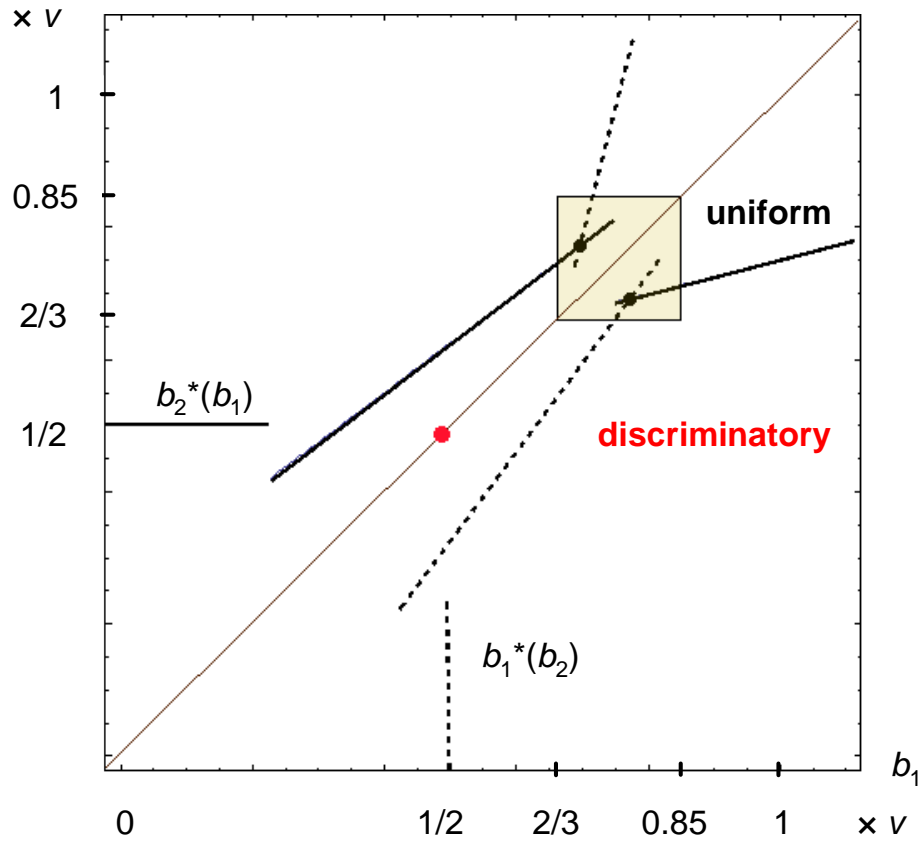 × v
1
0.85
uniform
2/3
b₂*(b₁)
1/2
discriminatory
b₁*(b₂)
b₁
0 1/2 2/3 0.85 1 × v